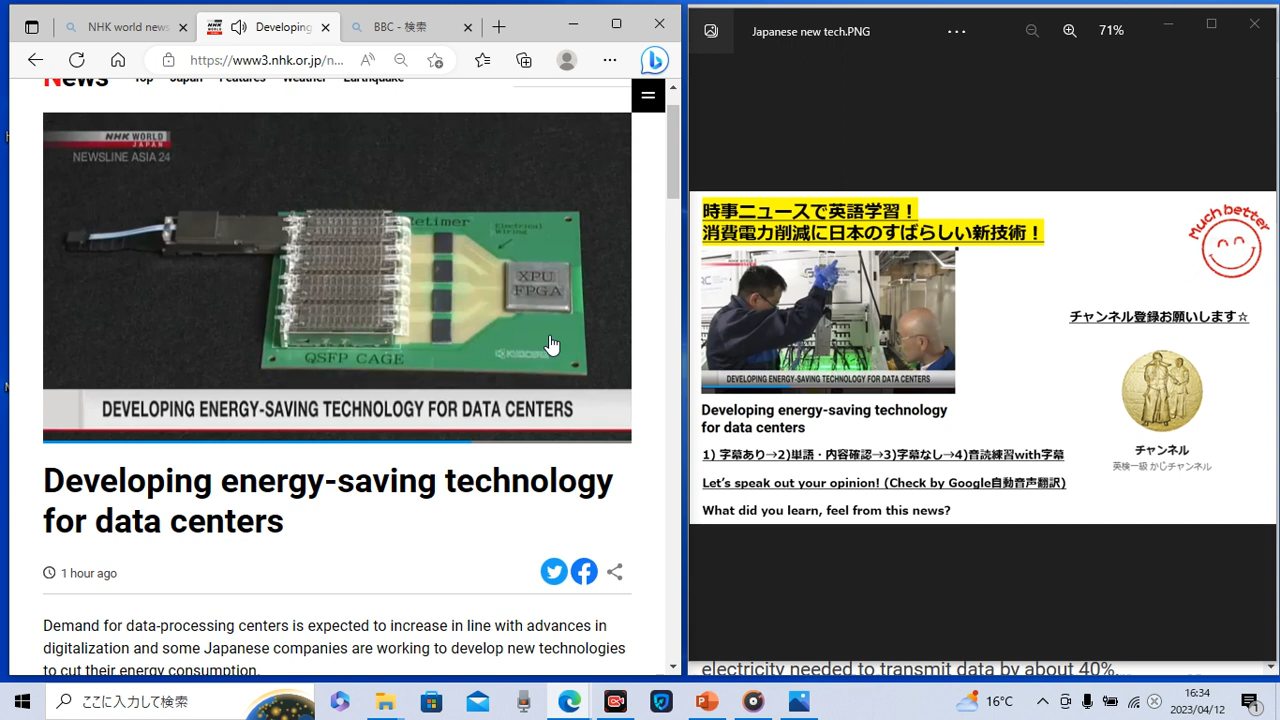 NHK world news
Developing
BBC - 検索
https://www3.nhk.or.jp/n...
News
Top
Japan
Features
Weather
Earthquake
NHK WORLD
JAPAN
NEWSLINE ASIA 24
Retimer
Electrical
Wiring
XPU
FPGA
QSFP CAGE
KYOCERA
DEVELOPING ENERGY-SAVING TECHNOLOGY FOR DATA CENTERS
Developing energy-saving technology
for data centers
1 hour ago
Demand for data-processing centers is expected to increase in line with advances in
digitalization and some Japanese companies are working to develop new technologies
to cut their energy consumption.
Japanese new tech.PNG
71%
時事ニュースで英語学習！
消費電力削減に日本のすばらしい新技術！
Much better
チャンネル登録お願いします☆
DEVELOPING ENERGY-SAVING TECHNOLOGY FOR DATA CENTERS
Developing energy-saving technology
for data centers
チャンネル
英検一級 かじチャンネル
1) 字幕あり→2)単語・内容確認→3)字幕なし→4)音読練習with字幕
Let's speak out your opinion! (Check by Google自動音声翻訳)
What did you learn, feel from this news?
electricity needed to transmit data by about 40%.
ここに入力して検索
16°C
16:34
2023/04/12